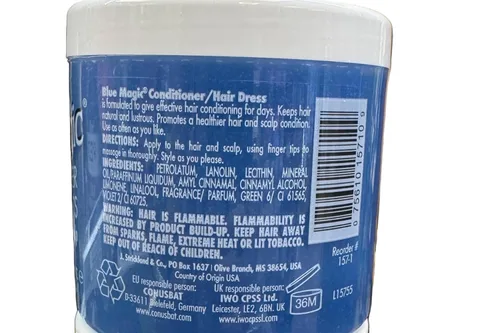 Blue Magic® Conditioner/Hair Dress
is formulated to give effective hair conditioning for days. Keeps hair
natural and lustrous. Promotes a healthier hair and scalp condition.
Use as often as you like.
DIRECTIONS: Apply to the hair and scalp, using finger tips to
massage in thoroughly. Style as you please.
INGREDIENTS: PETROLATUM, LANOLIN, LECITHIN, MINERAL
OIL/PARAFFINUM LIQUIDUM, AMYL CINNAMAL, CINNAMYL ALCOHOL,
LIMONENE, LINALOOL, FRAGRANCE/ PARFUM, GREEN 6/ CI 61565,
VIOLET 2/ CI 60725.
WARNING: HAIR IS FLAMMABLE. FLAMMABILITY IS
INCREASED BY PRODUCT BUILD-UP. KEEP HAIR AWAY
FROM SPARKS, FLAME, EXTREME HEAT OR LIT TOBACCO.
KEEP OUT OF REACH OF CHILDREN.
J. Strickland & Co., PO BOX 1637 | Olive Branch, MS 38654, USA
Country of Origin USA
EU responsible person:
CONUSBAT
D-33611 Bielefeld, Germany
www.conusbat.com
UK responsible person:
IWO CPSS Ltd.
Leicester, LE2, 6BN. UK
www.iwocpssl.com
36M
0 75610 15710 9
Reorder #
157-1
L15755